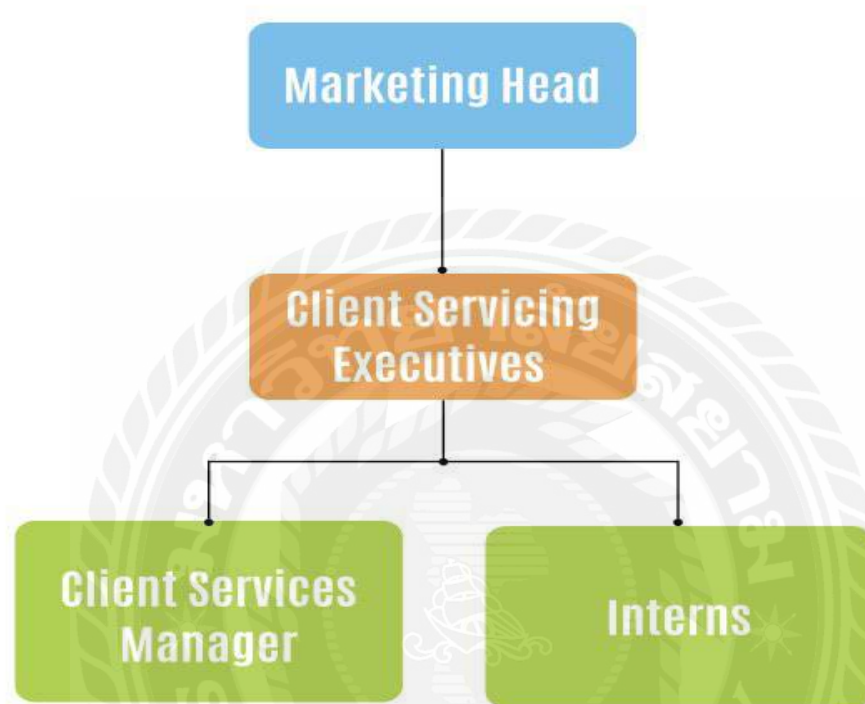 Marketing Head
Client Servicing
Executives
Client Services
Manager
Interns